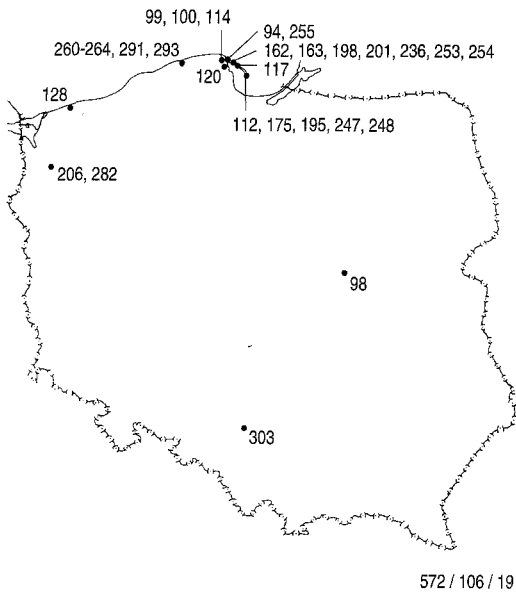 99, 100, 114
94, 255
260-264, 291, 293
162, 163, 198, 201, 236, 253, 254
120
117
128
112, 175, 195, 247, 248
206, 282
98
303
572 / 106 / 19